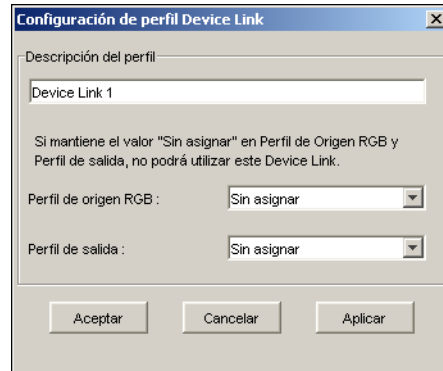 Configuración de perfil Device Link
Descripción del perfil
Device Link 1
Si mantiene el valor "Sin asignar" en Perfil de Origen RGB y
Perfil de salida, no podrá utilizar este Device Link.
Perfil de origen RGB : Sin asignar
Perfil de salida : Sin asignar
Aceptar Cancelar Aplicar